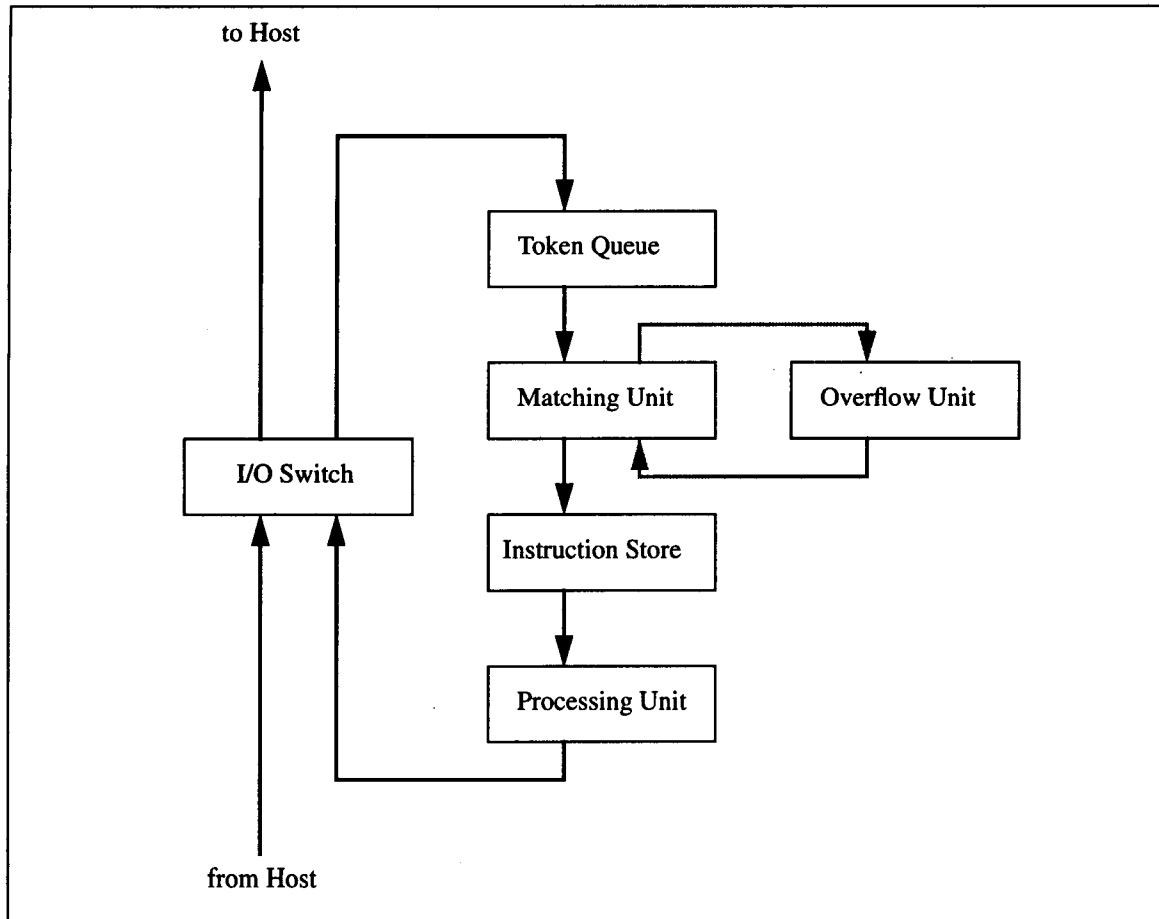 to Host
Token Queue
Matching Unit
Overflow Unit
I/O Switch
Instruction Store
Processing Unit
from Host